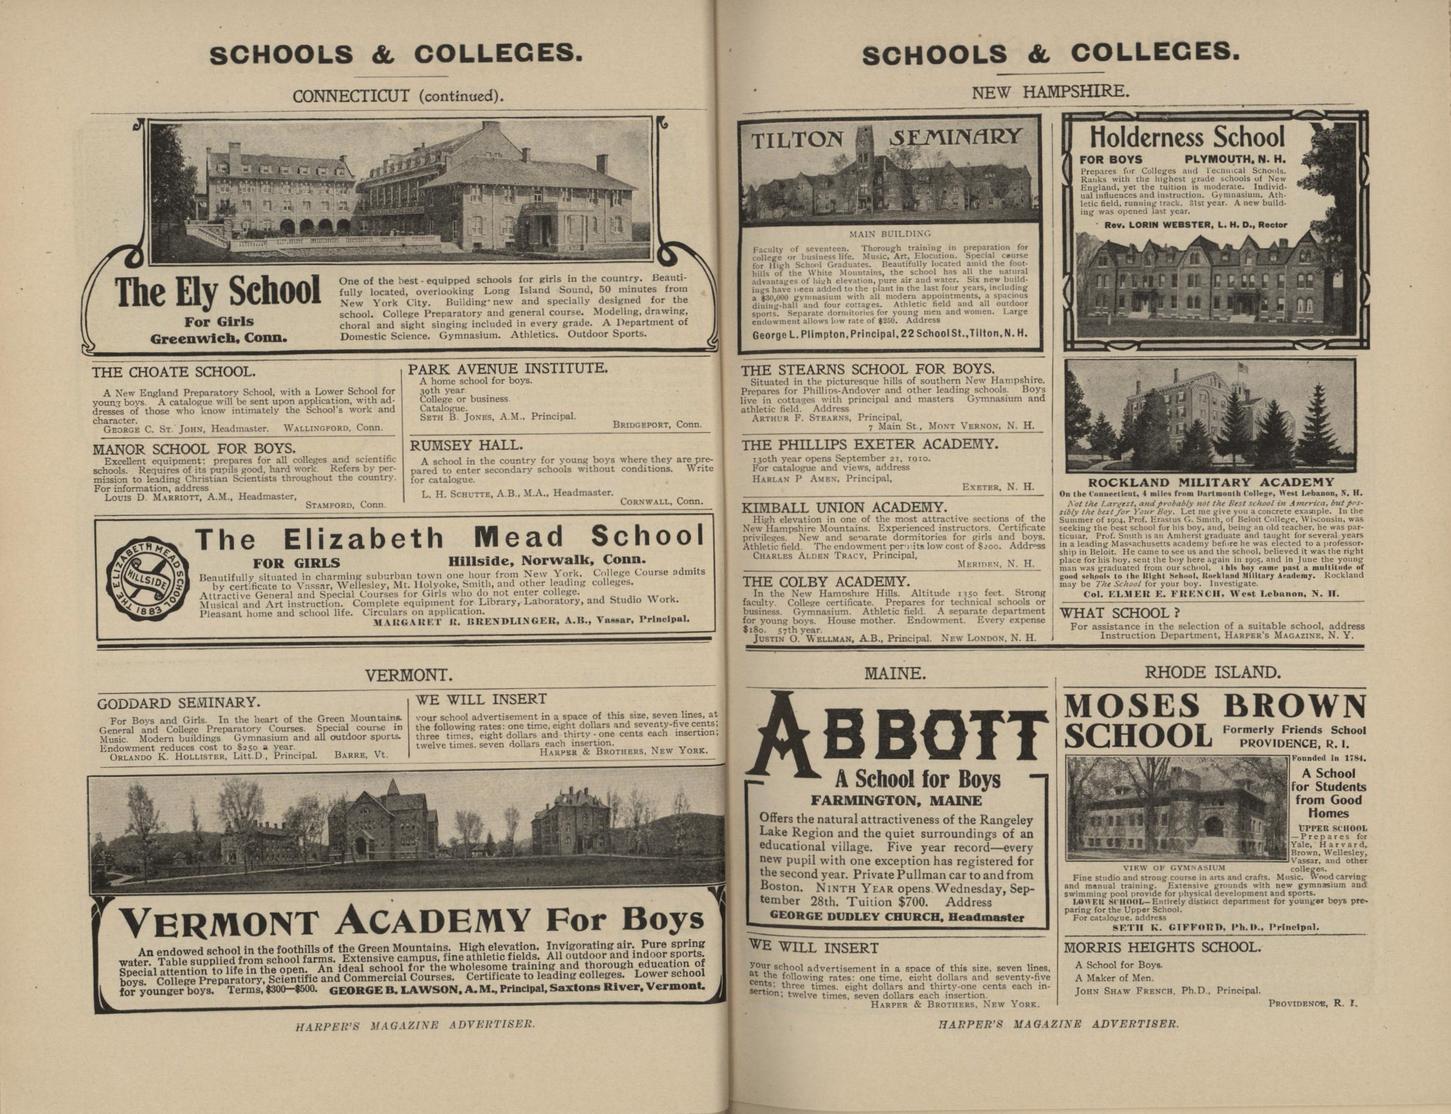 SCHOOLS & COLLEGES.
CONNECTICUT (continued).
The Ely School
For Girls
Greenwich, Conn.
One of the best-equipped schools for girls in the country. Beauti-
fully located, overlooking Long Island Sound, 50 minutes from
New York City. Building new and specially designed for the
school. College Preparatory and general course. Modeling, drawing,
choral and sight singing included in every grade. A Department of
Domestic Science. Gymnasium. Athletics. Outdoor Sports.
THE CHOATE SCHOOL.
A New England Preparatory School, with a Lower School for
young boys. A catalogue will be sent upon application, with ad-
dresses of those who know intimately the School's work and
character.
GEORGE C. ST. JOHN, Headmaster. WALLINGFORD, Conn.
MANOR SCHOOL FOR BOYS.
Excellent equipment; prepares for all colleges and scientific
schools. Requires of its pupils good, hard work. Refers by per-
mission to leading Christian Scientists throughout the country.
For information, address
LOUIS D. MARRIOTT, A.M., Headmaster,
STAMFORD, Conn.
PARK AVENUE INSTITUTE.
A home school for boys.
39th year
College or business
Catalogue.
SETH B. JONES, A.M., Principal.
BRIDGEPORT, Conn.
RUMSEY HALL.
A school in the country for young boys where they are pre-
pared to enter secondary schools without conditions. Write
for catalogue.
L. H. SCHUTTE, A.B., M.A., Headmaster.
CORNWALL, Conn.
THE ELIZABETH MEAD SCHOOL
HILLSIDE
1883
The Elizabeth Mead School
FOR GIRLS Hillside, Norwalk, Conn.
Beautifully situated in charming suburban town one hour from New York. College Course admits
by certificate to Vassar, Wellesley, Mt. Holyoke, Smith, and other leading colleges.
Attractive General and Special Courses for Girls who do not enter college.
Musical and Art instruction. Complete equipment for Library, Laboratory, and Studio Work.
Pleasant home and school life. Circulars on application.
MARGARET R. BRENDLINGER, A.B., Vassar, Principal.
VERMONT.
GODDARD SEMINARY.
For Boys and Girls. In the heart of the Green Mountains.
General and College Preparatory Courses. Special course in
Music. Modern buildings Gymnasium and all outdoor sports.
Endowment reduces cost to $250 a year.
ORLANDO K. HOLLISTER, Litt.D., Principal. BARRE, Vt.
WE WILL INSERT
your school advertisement in a space of this size, seven lines, at
the following rates: one time, eight dollars and seventy-five cents;
three times, eight dollars and thirty-one cents each insertion;
twelve times, seven dollars each insertion.
HARPER & BROTHERS, NEW YORK.
VERMONT ACADEMY For Boys
An endowed school in the foothills of the Green Mountains. High elevation. Invigorating air. Pure spring
water. Table supplied from school farms. Extensive campus, fine athletic fields. All outdoor and indoor sports.
Special attention to life in the open. An ideal school for the wholesome training and thorough education of
boys. College Preparatory, Scientific and Commercial Courses. Certificate to leading colleges. Lower school
for younger boys. Terms, $300—$500. GEORGE B. LAWSON, A.M., Principal, Saxtons River, Vermont.
HARPER'S MAGAZINE ADVERTISER.
SCHOOLS & COLLEGES.
NEW HAMPSHIRE.
TILTON SEMINARY
MAIN BUILDING
Faculty of seventeen. Thorough training in preparation for
college or business life. Music, Art, Elocution. Special course
for High School Graduates. Beautifully located amid the foot-
hills of the White Mountains, the school has all the natural
advantages of high elevation, pure air and water. Six new build-
ings have been added to the plant in the last four years, including
a $30,000 gymnasium with all modern appointments, a spacious
dining-hall and four cottages. Athletic field and all outdoor
sports. Separate dormitories for young men and women. Large
endowment allows low rate of $250. Address
George L. Plimpton, Principal, 22 School St., Tilton, N. H.
Holderness School
FOR BOYS PLYMOUTH, N. H.
Prepares for Colleges and Technical Schools.
Ranks with the highest grade schools of New
England, yet the tuition is moderate. Individ-
ual influences and instruction. Gymnasium, Ath-
letic field, running track. 31st year. A new build-
ing was opened last year.
Rev. LORIN WEBSTER, L. H. D., Rector
THE STEARNS SCHOOL FOR BOYS.
Situated in the picturesque hills of southern New Hampshire.
Prepares for Phillips-Andover and other leading schools. Boys
live in cottages with principal and masters Gymnasium and
athletic field. Address
ARTHUR F. STEARNS, Principal,
7 Main St., MONT VERNON, N. H.
THE PHILLIPS EXETER ACADEMY.
130th year opens September 21, 1910.
For catalogue and views, address
HARLAN P AMEN, Principal,
EXETER, N. H.
KIMBALL UNION ACADEMY.
High elevation in one of the most attractive sections of the
New Hampshire Mountains. Experienced instructors. Certificate
privileges. New and separate dormitories for girls and boys.
Athletic field. The endowment permits low cost of $200. Address
CHARLES ALDEN TRACY, Principal,
MERIDEN, N. H.
THE COLBY ACADEMY.
In the New Hampshire Hills. Altitude 1350 feet. Strong
faculty. College certificate. Prepares for technical schools or
business. Gymnasium. Athletic field. A separate department
for young boys. House mother. Endowment. Every expense
$180. 57th year.
JUSTIN O. WELLMAN, A.B., Principal. NEW LONDON, N. H.
ROCKLAND MILITARY ACADEMY
On the Connecticut, 4 miles from Dartmouth College, West Lebanon, N. H.
Not the Largest, and probably not the Best school in America, but pos-
sibly the best for Your Boy. Let me give you a concrete example. In the
Summer of 1904, Prof. Erastus G. Smith, of Beloit College, Wisconsin, was
seeking the best school for his boy, and, being an old teacher, he was par-
ticular. Prof. Smith is an Amherst graduate and taught for several years
in a leading Massachusetts academy before he was elected to a professor-
ship in Beloit. He came to see us and the school, believed it was the right
place for his boy, sent the boy here again in 1905, and in June the young
man was graduated from our school. This boy came past a multitude of
good schools to the Right School, Rockland Military Academy. Rockland
may be The School for your boy. Investigate.
Col. ELMER E. FRENCH, West Lebanon, N. H.
WHAT SCHOOL?
For assistance in the selection of a suitable school, address
Instruction Department, HARPER'S MAGAZINE, N. Y.
MAINE.
ABBOTT
A School for Boys
FARMINGTON, MAINE
Offers the natural attractiveness of the Rangeley
Lake Region and the quiet surroundings of an
educational village. Five year record—every
new pupil with one exception has registered for
the second year. Private Pullman car to and from
Boston. NINTH YEAR opens Wednesday, Sep-
tember 28th. Tuition $700. Address
GEORGE DUDLEY CHURCH, Headmaster
WE WILL INSERT
your school advertisement in a space of this size, seven lines,
at the following rates: one time, eight dollars and seventy-five
cents; three times, eight dollars and thirty-one cents each in-
sertion; twelve times, seven dollars each insertion.
HARPER & BROTHERS, NEW YORK.
RHODE ISLAND.
MOSES BROWN
SCHOOL Formerly Friends School
PROVIDENCE, R. I.
Founded in 1784.
A School
for Students
from Good
Homes
UPPER SCHOOL
—Prepares for
Yale, Harvard,
Brown, Wellesley,
Vassar, and other
colleges.
VIEW OF GYMNASIUM
Fine studio and strong course in arts and crafts. Music. Wood carving
and manual training. Extensive grounds with new gymnasium and
swimming pool provide for physical development and sports.
LOWER SCHOOL—Entirely distinct department for younger boys pre-
paring for the Upper School.
For catalogue, address
SETH K. GIFFORD, Ph.D., Principal.
MORRIS HEIGHTS SCHOOL.
A School for Boys.
A Maker of Men.
JOHN SHAW FRENCH, Ph.D., Principal.
PROVIDENCE, R. I.
HARPER'S MAGAZINE ADVERTISER.